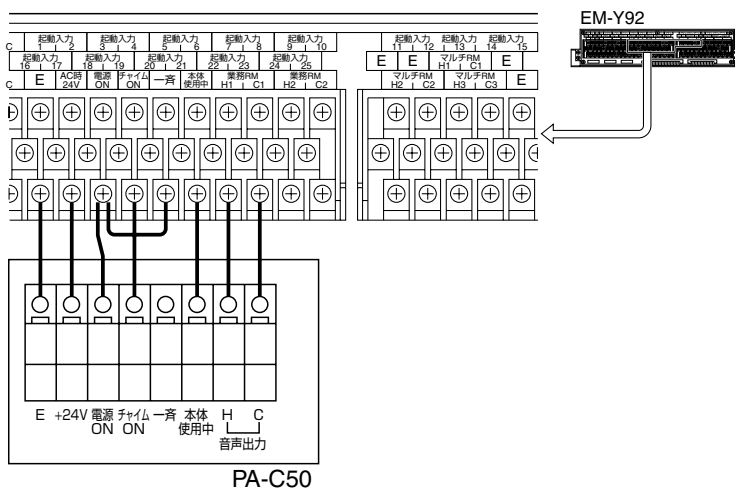 EM-Y92
起動入力 起動入力 起動入力 起動入力 起動入力 起動入力 起動入力 起動入力
C 1 2 3 4 5 6 7 8 9 10 11 12 13 14 15
起動入力 起動入力 起動入力 起動入力 起動入力 E E マルチRM E
16 17 18 19 20 21 22 23 24 25 H1 C1
C E AC時 24V 電源 ON チャイム ON 一斉 本体 使用中 業務RM H1 C1 業務RM H2 C2 マルチRM H2 C2 マルチRM H3 C3 E
E +24V 電源 チャイム 一斉 本体 H C
ON ON 使用中
音声出力
PA-C50